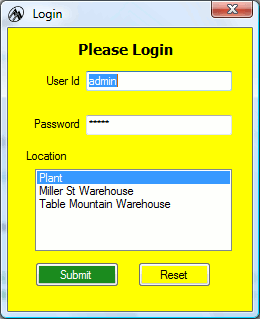 Login
Please Login
User Id admin
Password *****
Location
Plant
Miller St Warehouse
Table Mountain Warehouse
Submit Reset